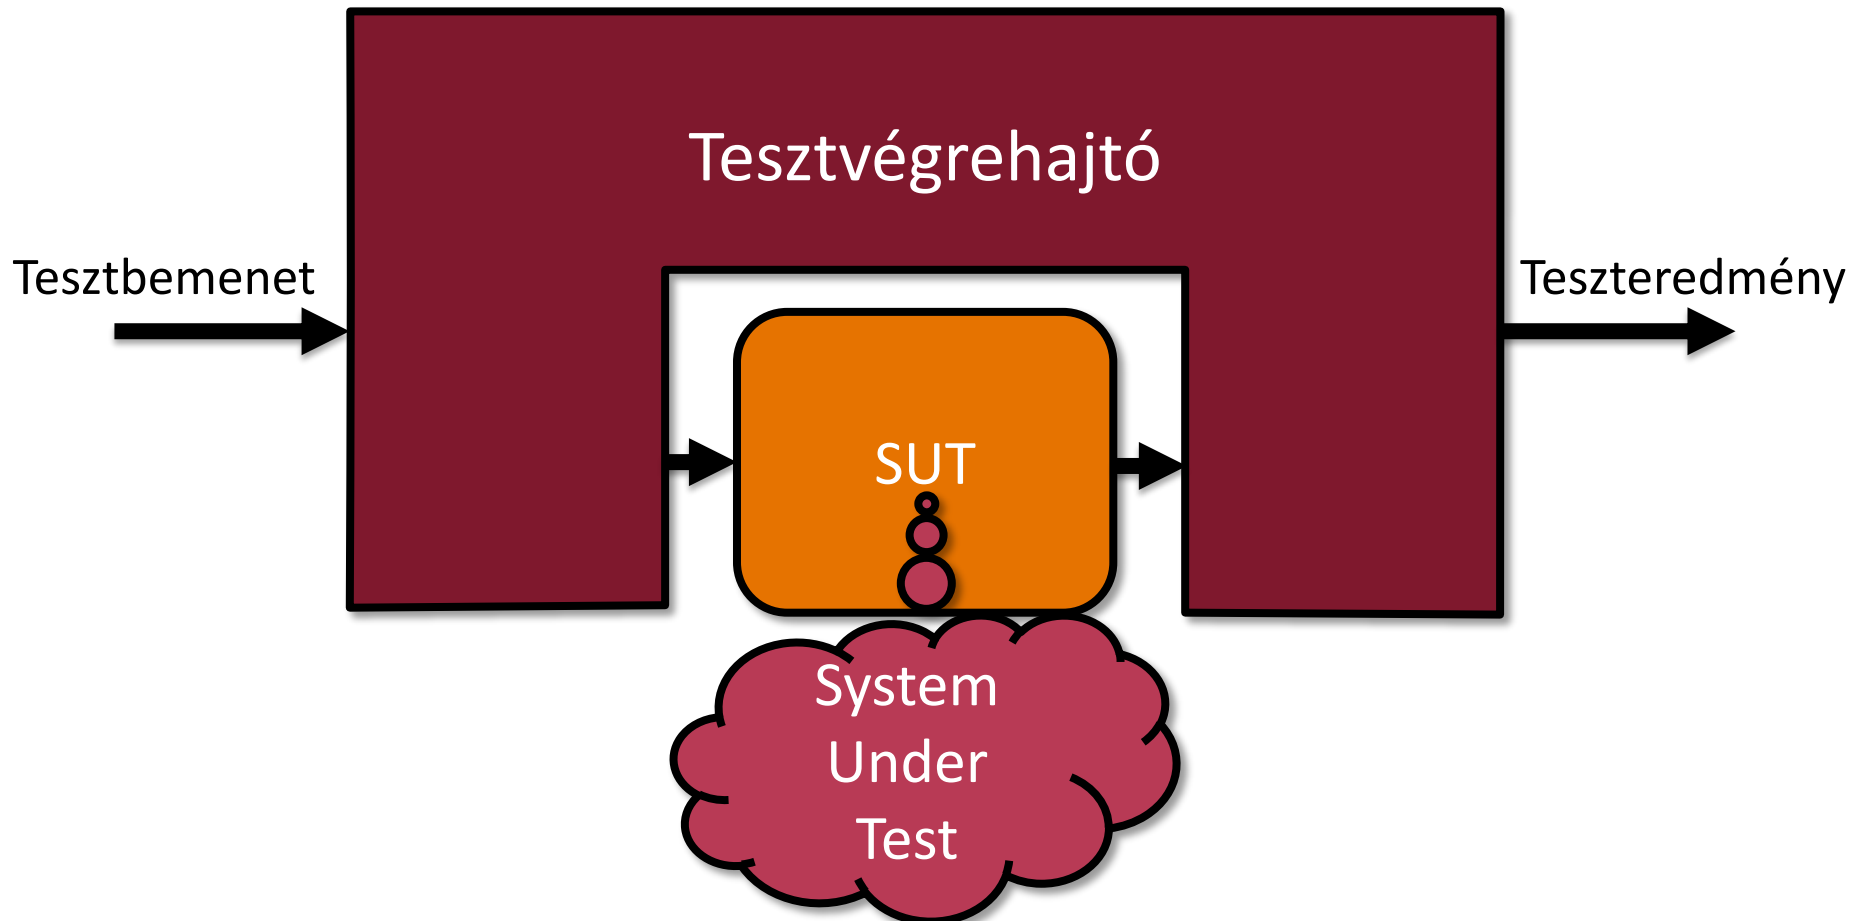 Tesztvégrehajtó
Tesztbemenet
Teszteredmény
SUT
System
Under
Test